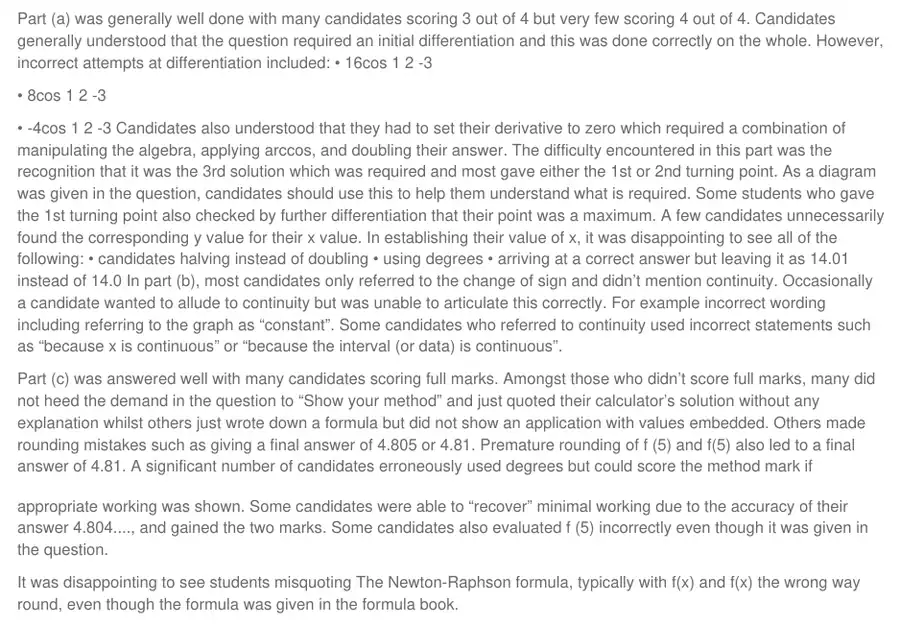 Part (a) was generally well done with many candidates scoring 3 out of 4 but very few scoring 4 out of 4. Candidates
generally understood that the question required an initial differentiation and this was done correctly on the whole. However,
incorrect attempts at differentiation included: • 16cos 1 2 -3
• 8cos 1 2 -3
• -4cos 1 2 -3 Candidates also understood that they had to set their derivative to zero which required a combination of
manipulating the algebra, applying arccos, and doubling their answer. The difficulty encountered in this part was the
recognition that it was the 3rd solution which was required and most gave either the 1st or 2nd turning point. As a diagram
was given in the question, candidates should use this to help them understand what is required. Some students who gave
the 1st turning point also checked by further differentiation that their point was a maximum. A few candidates unnecessarily
found the corresponding y value for their x value. In establishing their value of x, it was disappointing to see all of the
following: • candidates halving instead of doubling • using degrees • arriving at a correct answer but leaving it as 14.01
instead of 14.0 In part (b), most candidates only referred to the change of sign and didn't mention continuity. Occasionally
a candidate wanted to allude to continuity but was unable to articulate this correctly. For example incorrect wording
including referring to the graph as “constant”. Some candidates who referred to continuity used incorrect statements such
as “because x is continuous” or “because the interval (or data) is continuous”.
Part (c) was answered well with many candidates scoring full marks. Amongst those who didn't score full marks, many did
not heed the demand in the question to “Show your method” and just quoted their calculator's solution without any
explanation whilst others just wrote down a formula but did not show an application with values embedded. Others made
rounding mistakes such as giving a final answer of 4.805 or 4.81. Premature rounding of f (5) and f(5) also led to a final
answer of 4.81. A significant number of candidates erroneously used degrees but could score the method mark if
appropriate working was shown. Some candidates were able to “recover” minimal working due to the accuracy of their
answer 4.804...., and gained the two marks. Some candidates also evaluated f (5) incorrectly even though it was given in
the question.
It was disappointing to see students misquoting The Newton-Raphson formula, typically with f(x) and f(x) the wrong way
round, even though the formula was given in the formula book.